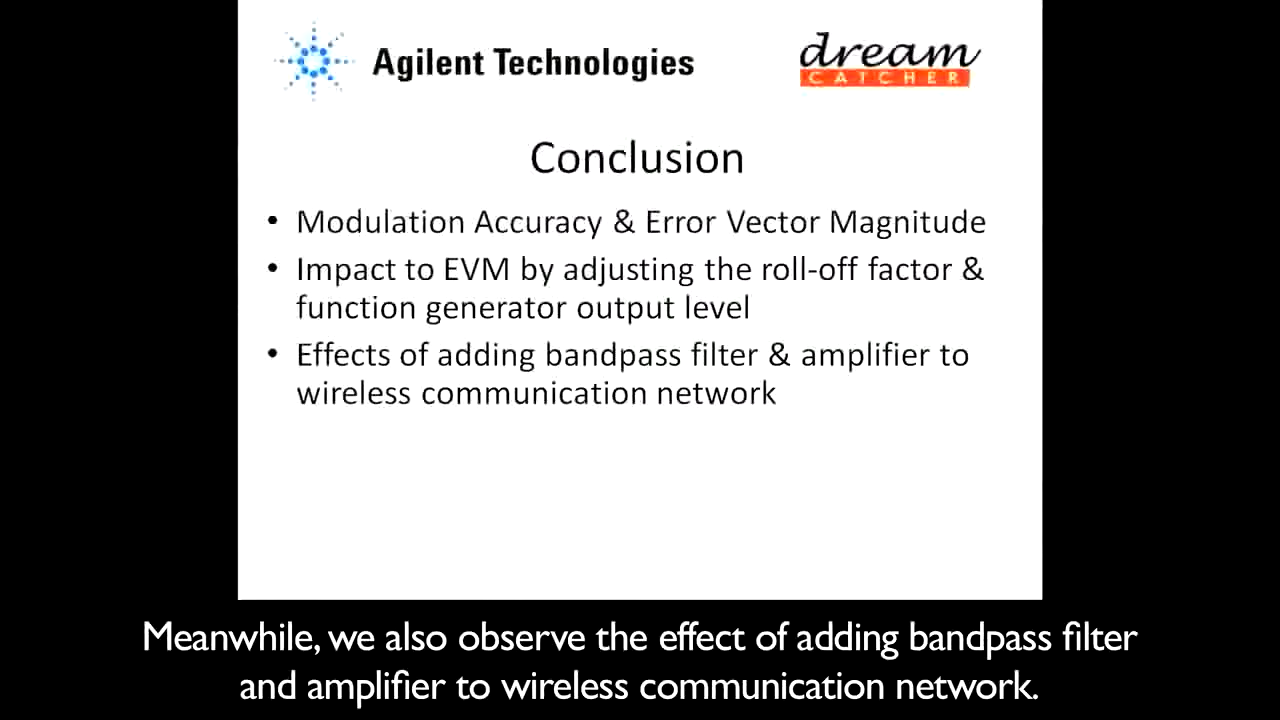 Agilent Technologies
dream
CATCHER
Conclusion
• Modulation Accuracy & Error Vector Magnitude
• Impact to EVM by adjusting the roll-off factor &
function generator output level
• Effects of adding bandpass filter & amplifier to
wireless communication network
Meanwhile, we also observe the effect of adding bandpass filter
and amplifier to wireless communication network.